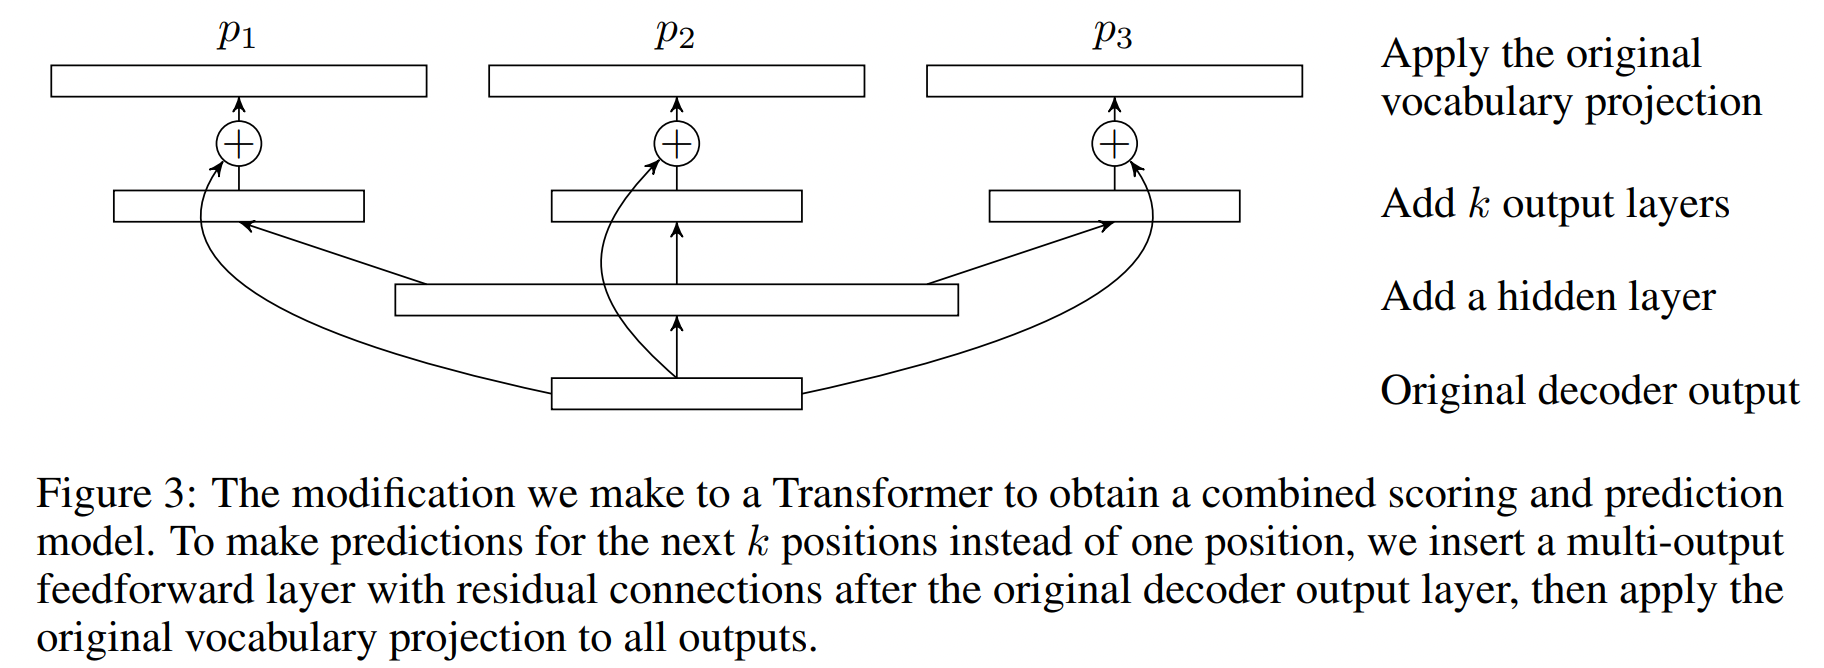 p₁ p₂ p₃
Apply the original
vocabulary projection
Add k output layers
Add a hidden layer
Original decoder output
Figure 3: The modification we make to a Transformer to obtain a combined scoring and prediction
model. To make predictions for the next k positions instead of one position, we insert a multi-output
feedforward layer with residual connections after the original decoder output layer, then apply the
original vocabulary projection to all outputs.